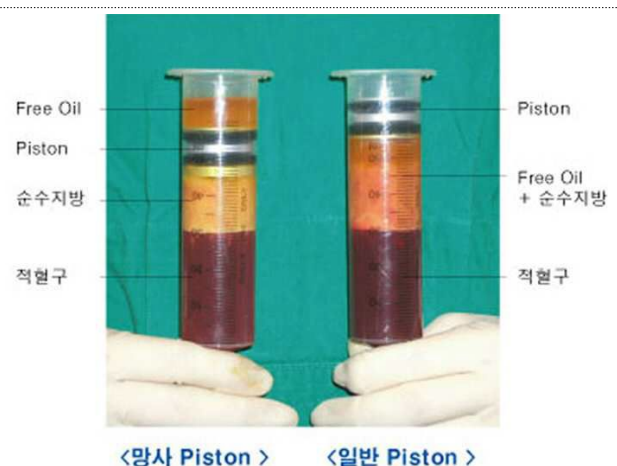 Free Oil
Piston
순수지방
적혈구
Piston
Free Oil
+ 순수지방
적혈구
<망사 Piston >
<일반 Piston >